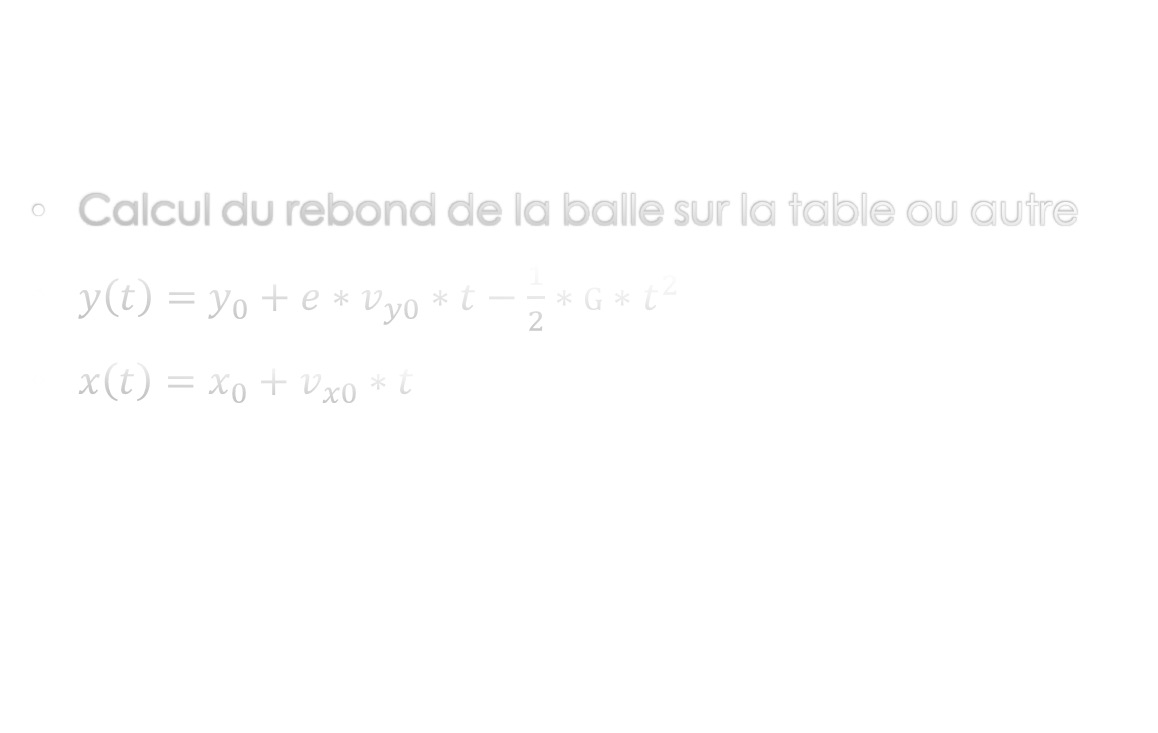 ◦ Calcul du rebond de la balle sur la table ou autre
y(t) = y₀ + e * v_y0 * t − 1/2 * G * t²
x(t) = x₀ + v_x0 * t